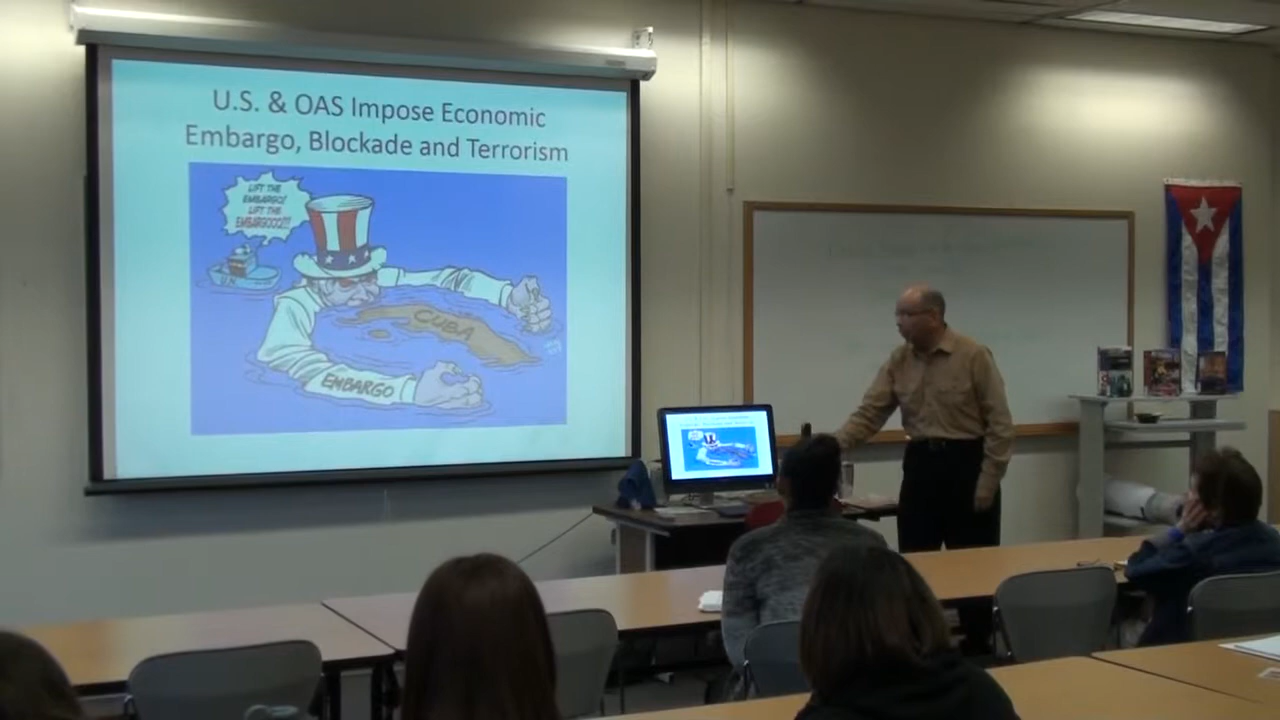 U.S. & OAS Impose Economic
Embargo, Blockade and Terrorism
LIFT THE
EMBARGO!
LIFT THE
EMBARGOOO!!!
CUBA
EMBARGO